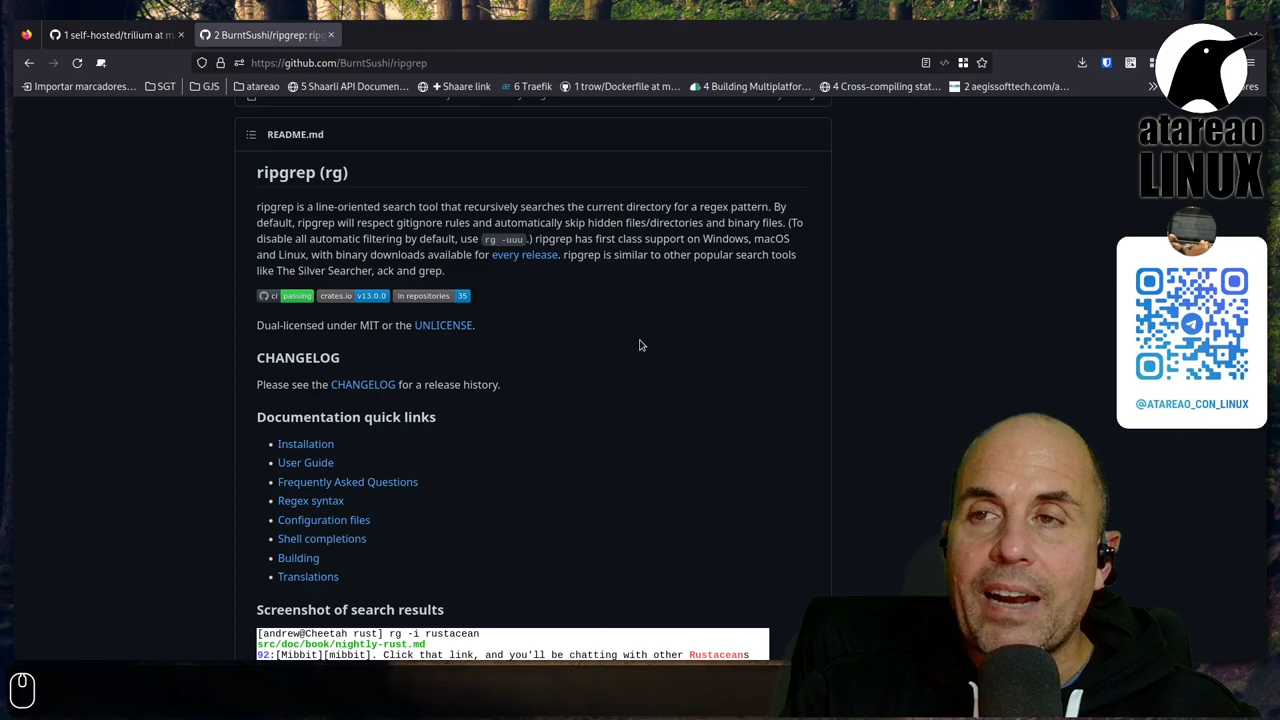 1 self-hosted/trilium at m
2 BurntSushi/ripgrep: ripg
https://github.com/BurntSushi/ripgrep
Importar marcadores…
SGT
GJS
atareao
5 Shaarli API Documen…
Shaare link
6 Traefik
1 trow/Dockerfile at m…
4 Building Multiplatfor…
4 Cross-compiling stat…
2 aegissofttech.com/a…
README.md
ripgrep (rg)
ripgrep is a line-oriented search tool that recursively searches the current directory for a regex pattern. By
default, ripgrep will respect gitignore rules and automatically skip hidden files/directories and binary files. (To
disable all automatic filtering by default, use rg -uuu.) ripgrep has first class support on Windows, macOS
and Linux, with binary downloads available for every release. ripgrep is similar to other popular search tools
like The Silver Searcher, ack and grep.
ci passing crates.io v13.0.0 in repositories 35
Dual-licensed under MIT or the UNLICENSE.
CHANGELOG
Please see the CHANGELOG for a release history.
Documentation quick links
Installation
User Guide
Frequently Asked Questions
Regex syntax
Configuration files
Shell completions
Building
Translations
Screenshot of search results
[andrew@Cheetah rust] rg -i rustacean
src/doc/book/nightly-rust.md
92:[Mibbit][mibbit]. Click that link, and you'll be chatting with other Rustaceans
atareao
LINUX
@ATAREAO_CON_LINUX